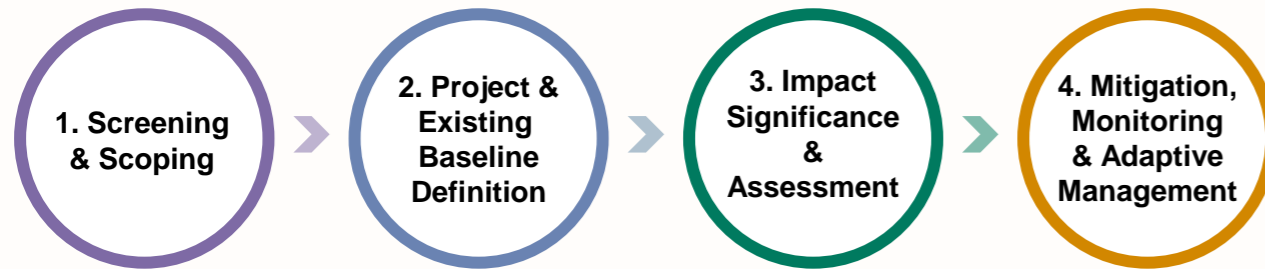 1. Screening
& Scoping
2. Project &
Existing
Baseline
Definition
3. Impact
Significance
&
Assessment
4. Mitigation,
Monitoring
& Adaptive
Management